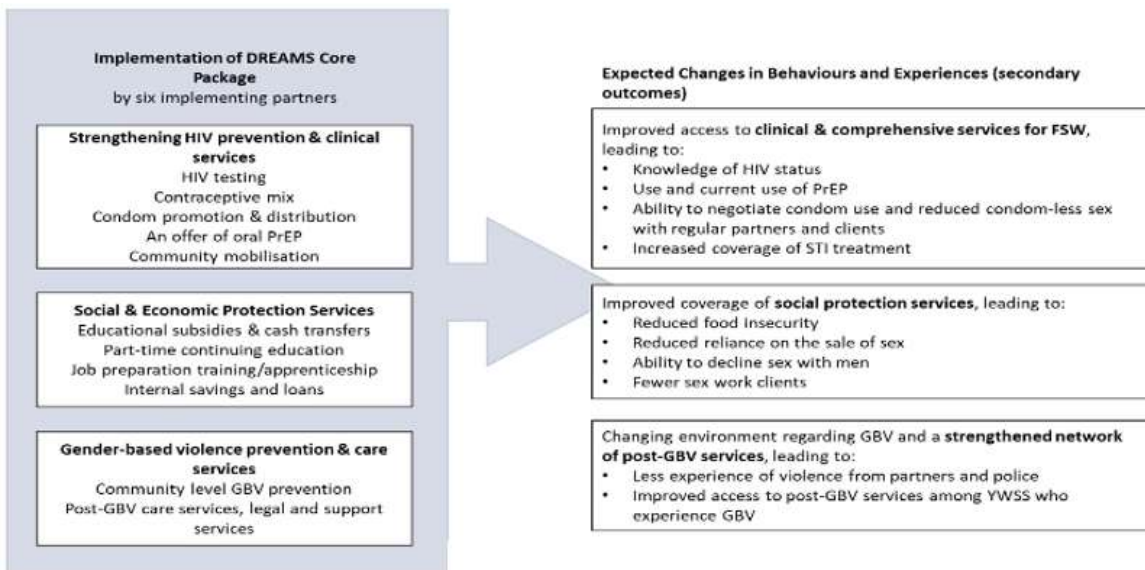 Implementation of DREAMS Core
Package
by six implementing partners
Strengthening HIV prevention & clinical
services
HIV testing
Contraceptive mix
Condom promotion & distribution
An offer of oral PrEP
Community mobilisation
Social & Economic Protection Services
Educational subsidies & cash transfers
Part-time continuing education
Job preparation training/apprenticeship
Internal savings and loans
Gender-based violence prevention & care
services
Community level GBV prevention
Post-GBV care services, legal and support
services
Expected Changes in Behaviours and Experiences (secondary
outcomes)
Improved access to clinical & comprehensive services for FSW,
leading to:
• Knowledge of HIV status
• Use and current use of PrEP
• Ability to negotiate condom use and reduced condom-less sex
with regular partners and clients
• Increased coverage of STI treatment
Improved coverage of social protection services, leading to:
• Reduced food insecurity
• Reduced reliance on the sale of sex
• Ability to decline sex with men
• Fewer sex work clients
Changing environment regarding GBV and a strengthened network
of post-GBV services, leading to:
• Less experience of violence from partners and police
• Improved access to post-GBV services among YWSS who
experience GBV